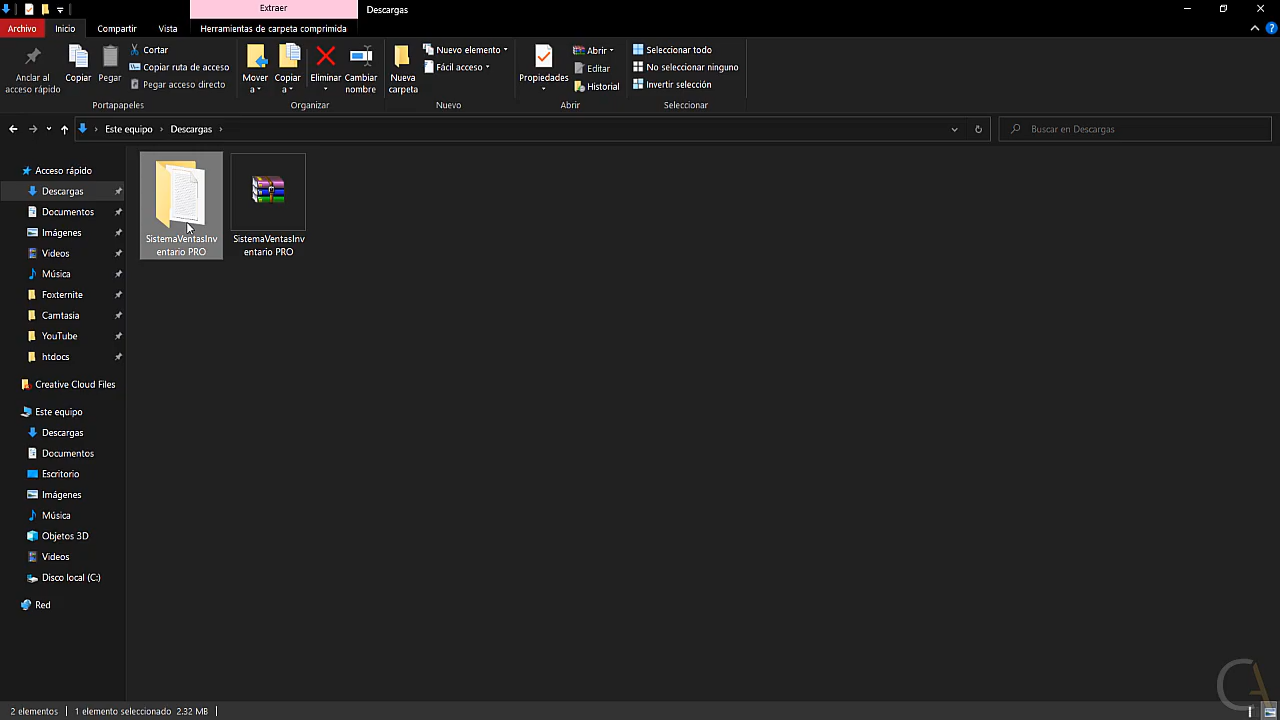 Extraer
Descargas
Archivo
Inicio
Compartir
Vista
Herramientas de carpeta comprimida
Anclar al
acceso rápido
Copiar
Pegar
Cortar
Copiar ruta de acceso
Pegar acceso directo
Portapapeles
Mover
a
Copiar
a
Eliminar
Cambiar
nombre
Organizar
Nueva
carpeta
Nuevo elemento
Fácil acceso
Nuevo
Propiedades
Abrir
Editar
Historial
Abrir
Seleccionar todo
No seleccionar ninguno
Invertir selección
Seleccionar
Este equipo
Descargas
Buscar en Descargas
Acceso rápido
Descargas
Documentos
Imágenes
Videos
Música
Foxternite
Camtasia
YouTube
htdocs
Creative Cloud Files
Este equipo
Descargas
Documentos
Escritorio
Imágenes
Música
Objetos 3D
Videos
Disco local (C:)
Red
SistemaVentasInv
entario PRO
SistemaVentasInv
entario PRO
2 elementos
1 elemento seleccionado 2.32 MB
CA